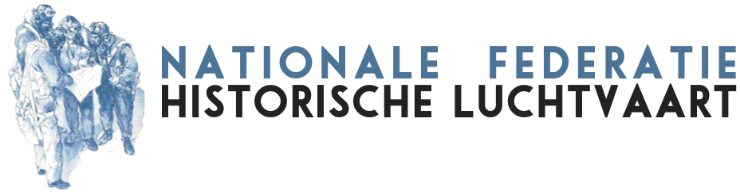 NATIONALE FEDERATIE
HISTORISCHE LUCHTVAART